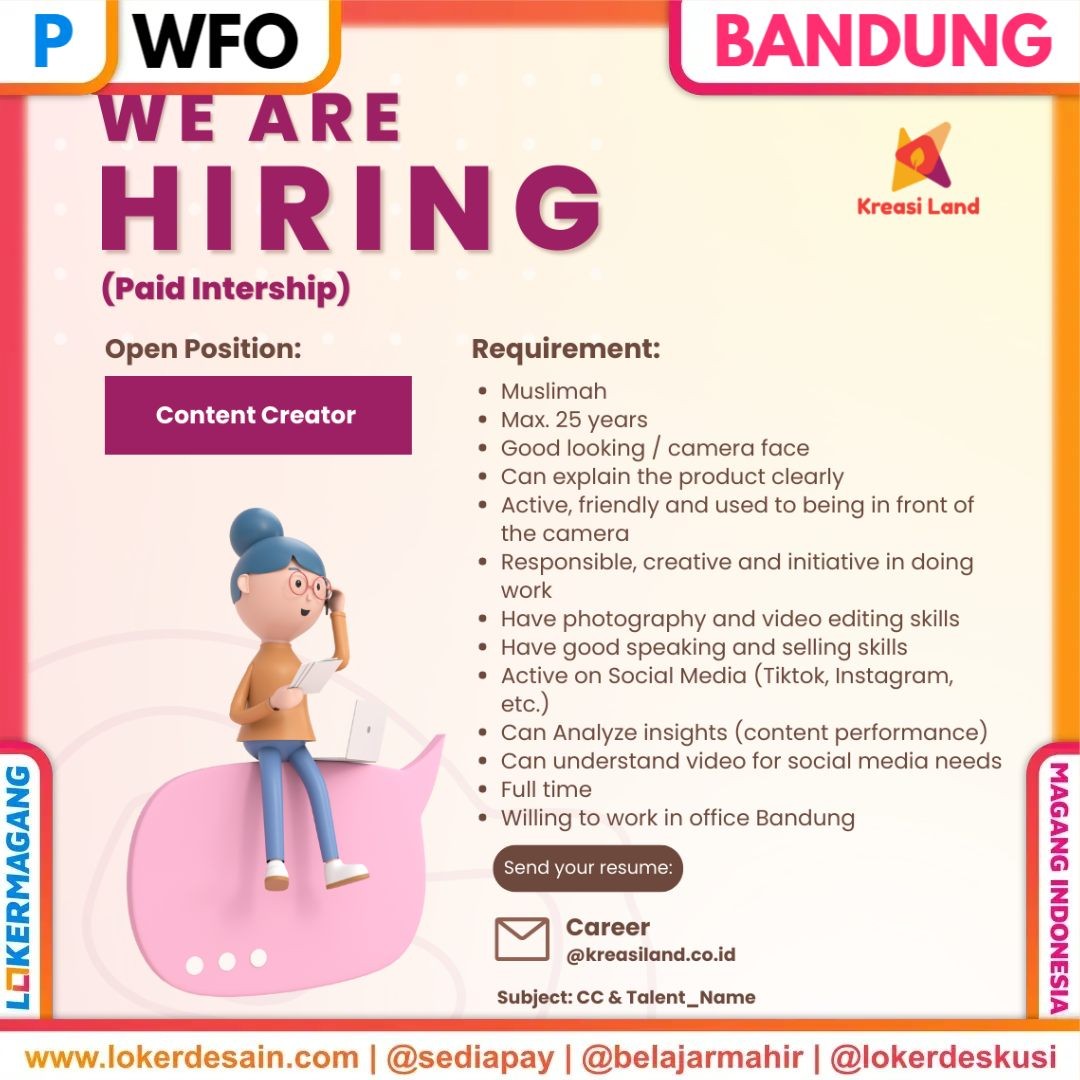 P
WFO
BANDUNG
WE ARE
HIRING
(Paid Intership)
Kreasi Land
Open Position:
Content Creator
Requirement:
• Muslimah
• Max. 25 years
• Good looking / camera face
• Can explain the product clearly
• Active, friendly and used to being in front of
the camera
• Responsible, creative and initiative in doing
work
• Have photography and video editing skills
• Have good speaking and selling skills
• Active on Social Media (Tiktok, Instagram,
etc.)
• Can Analyze insights (content performance)
• Can understand video for social media needs
• Full time
• Willing to work in office Bandung
Send your resume:
Career
@kreasiland.co.id
Subject: CC & Talent_Name
LOKERMAGANG
MAGANG INDONESIA
www.lokerdesain.com | @sediapay | @belajarmahir | @lokerdeskusi